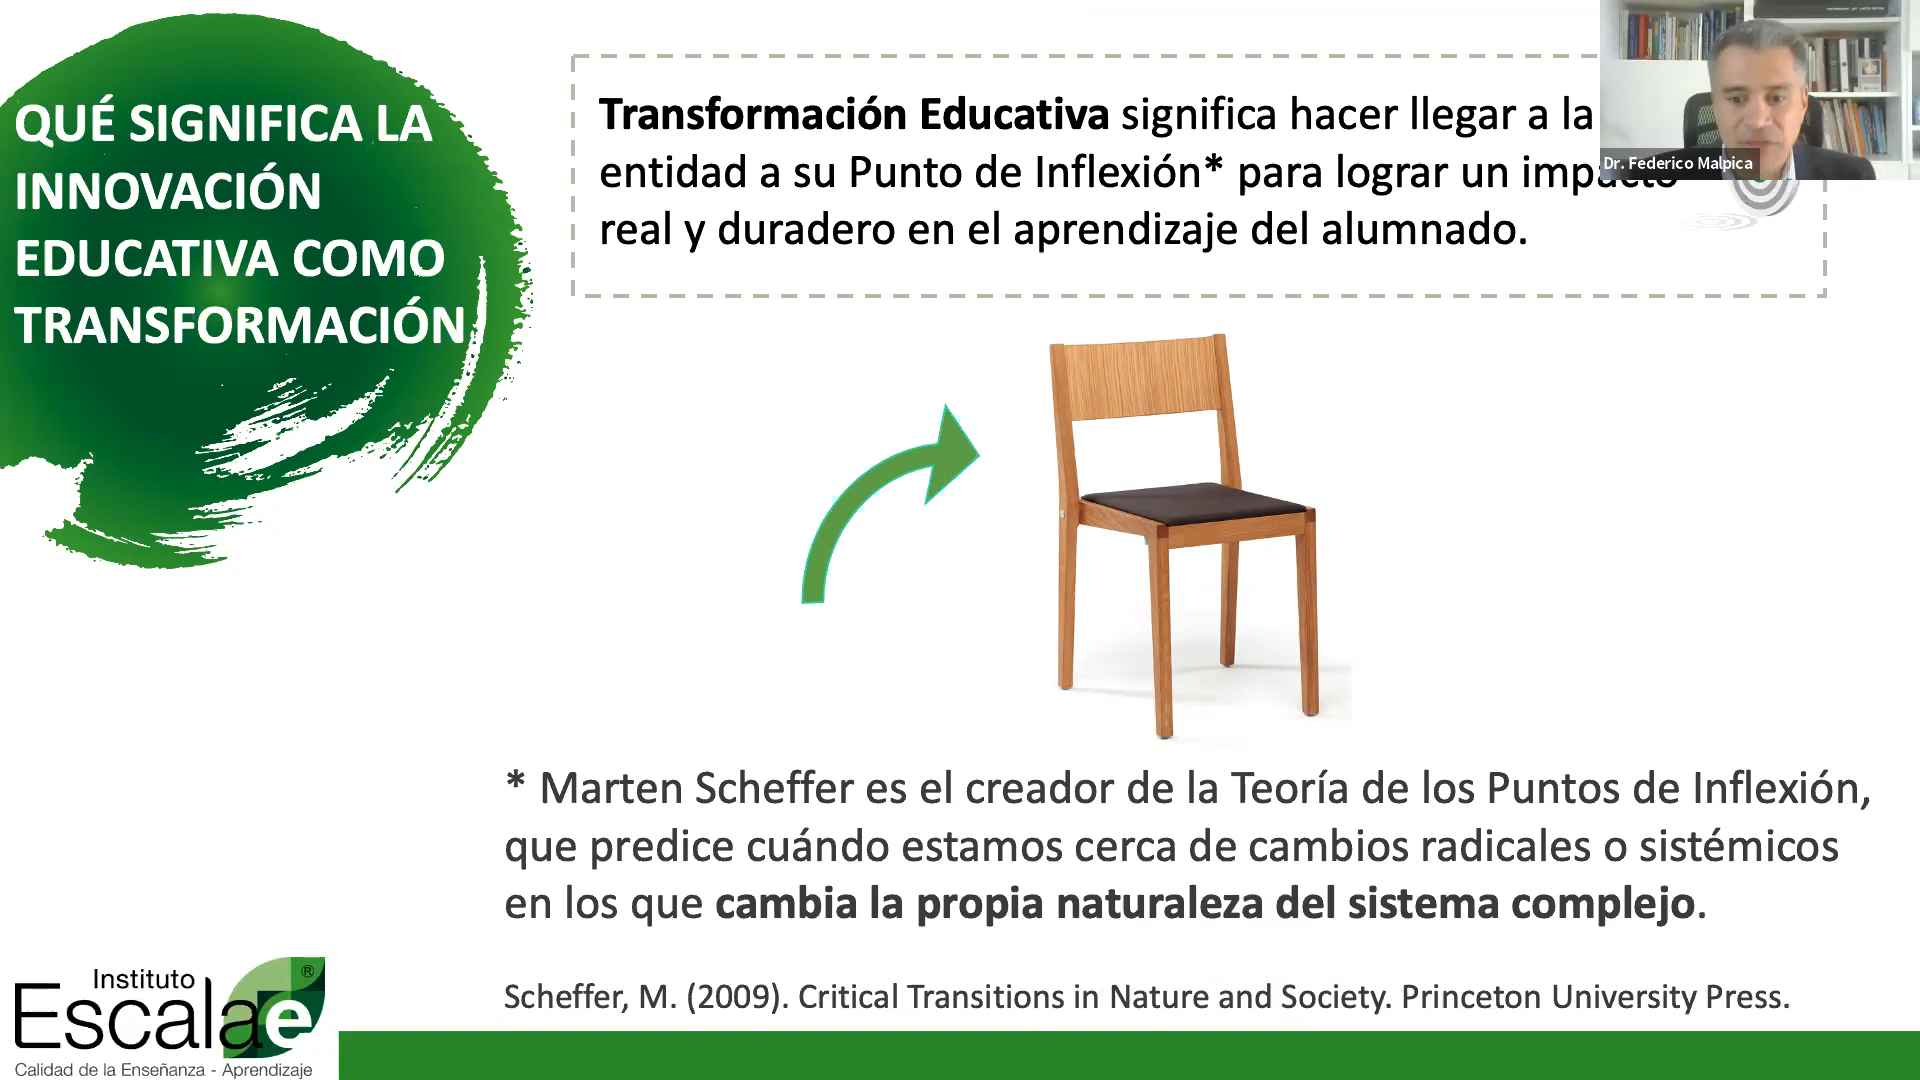 QUÉ SIGNIFICA LA
INNOVACIÓN
EDUCATIVA COMO
TRANSFORMACIÓN
Transformación Educativa significa hacer llegar a la
entidad a su Punto de Inflexión* para lograr un impacto
real y duradero en el aprendizaje del alumnado.
Dr. Federico Malpica
* Marten Scheffer es el creador de la Teoría de los Puntos de Inflexión,
que predice cuándo estamos cerca de cambios radicales o sistémicos
en los que cambia la propia naturaleza del sistema complejo.
Scheffer, M. (2009). Critical Transitions in Nature and Society. Princeton University Press.
Instituto
Escalae ®
Calidad de la Enseñanza - Aprendizaje